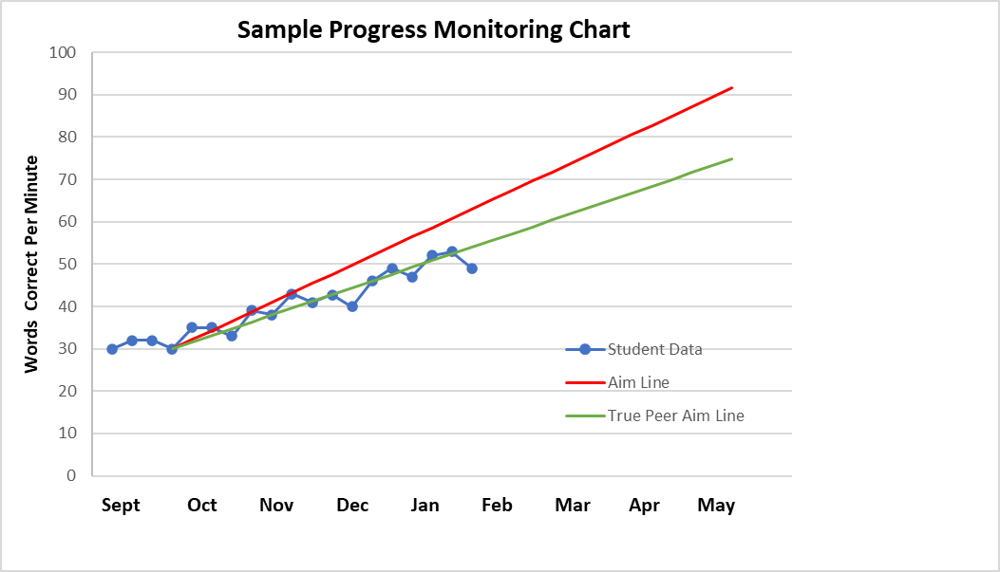 Sample Progress Monitoring Chart
100
90
80
70
60
50
40
30
20
10
0
Words Correct Per Minute
Student Data
Aim Line
True Peer Aim Line
Sept Oct Nov Dec Jan Feb Mar Apr May